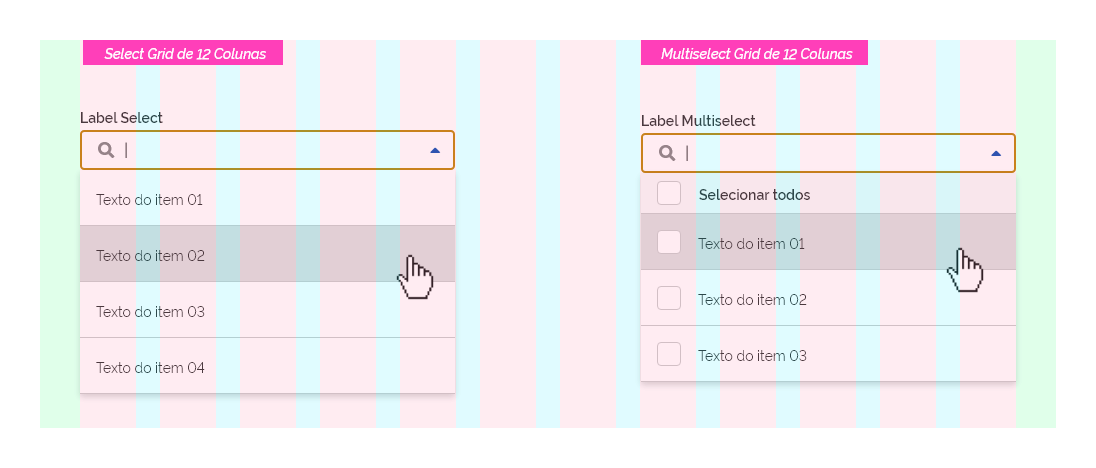 Select Grid de 12 Colunas
Label Select
Texto do item 01
Texto do item 02
Texto do item 03
Texto do item 04
Multiselect Grid de 12 Colunas
Label Multiselect
Selecionar todos
Texto do item 01
Texto do item 02
Texto do item 03